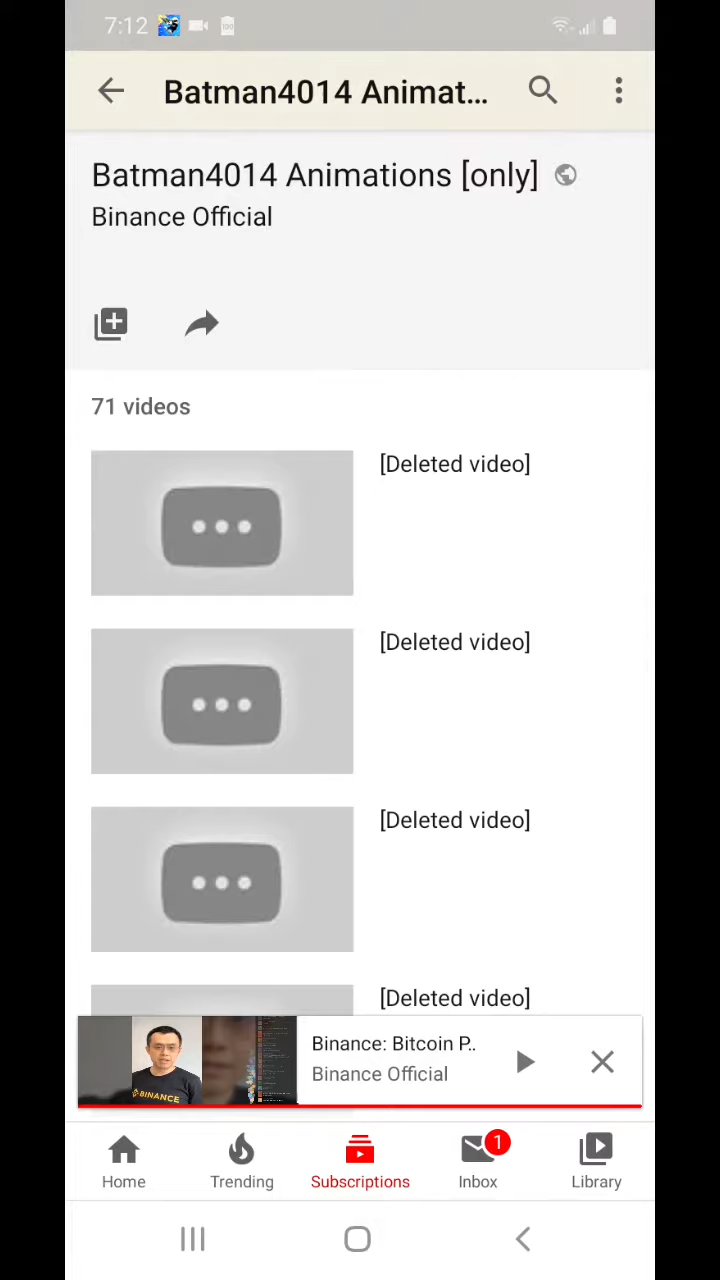 7:12
Batman4014 Animat...
Batman4014 Animations [only]
Binance Official
71 videos
[Deleted video]
[Deleted video]
[Deleted video]
[Deleted video]
BINANCE
Binance: Bitcoin P..
Binance Official
1
Home
Trending
Subscriptions
Inbox
Library